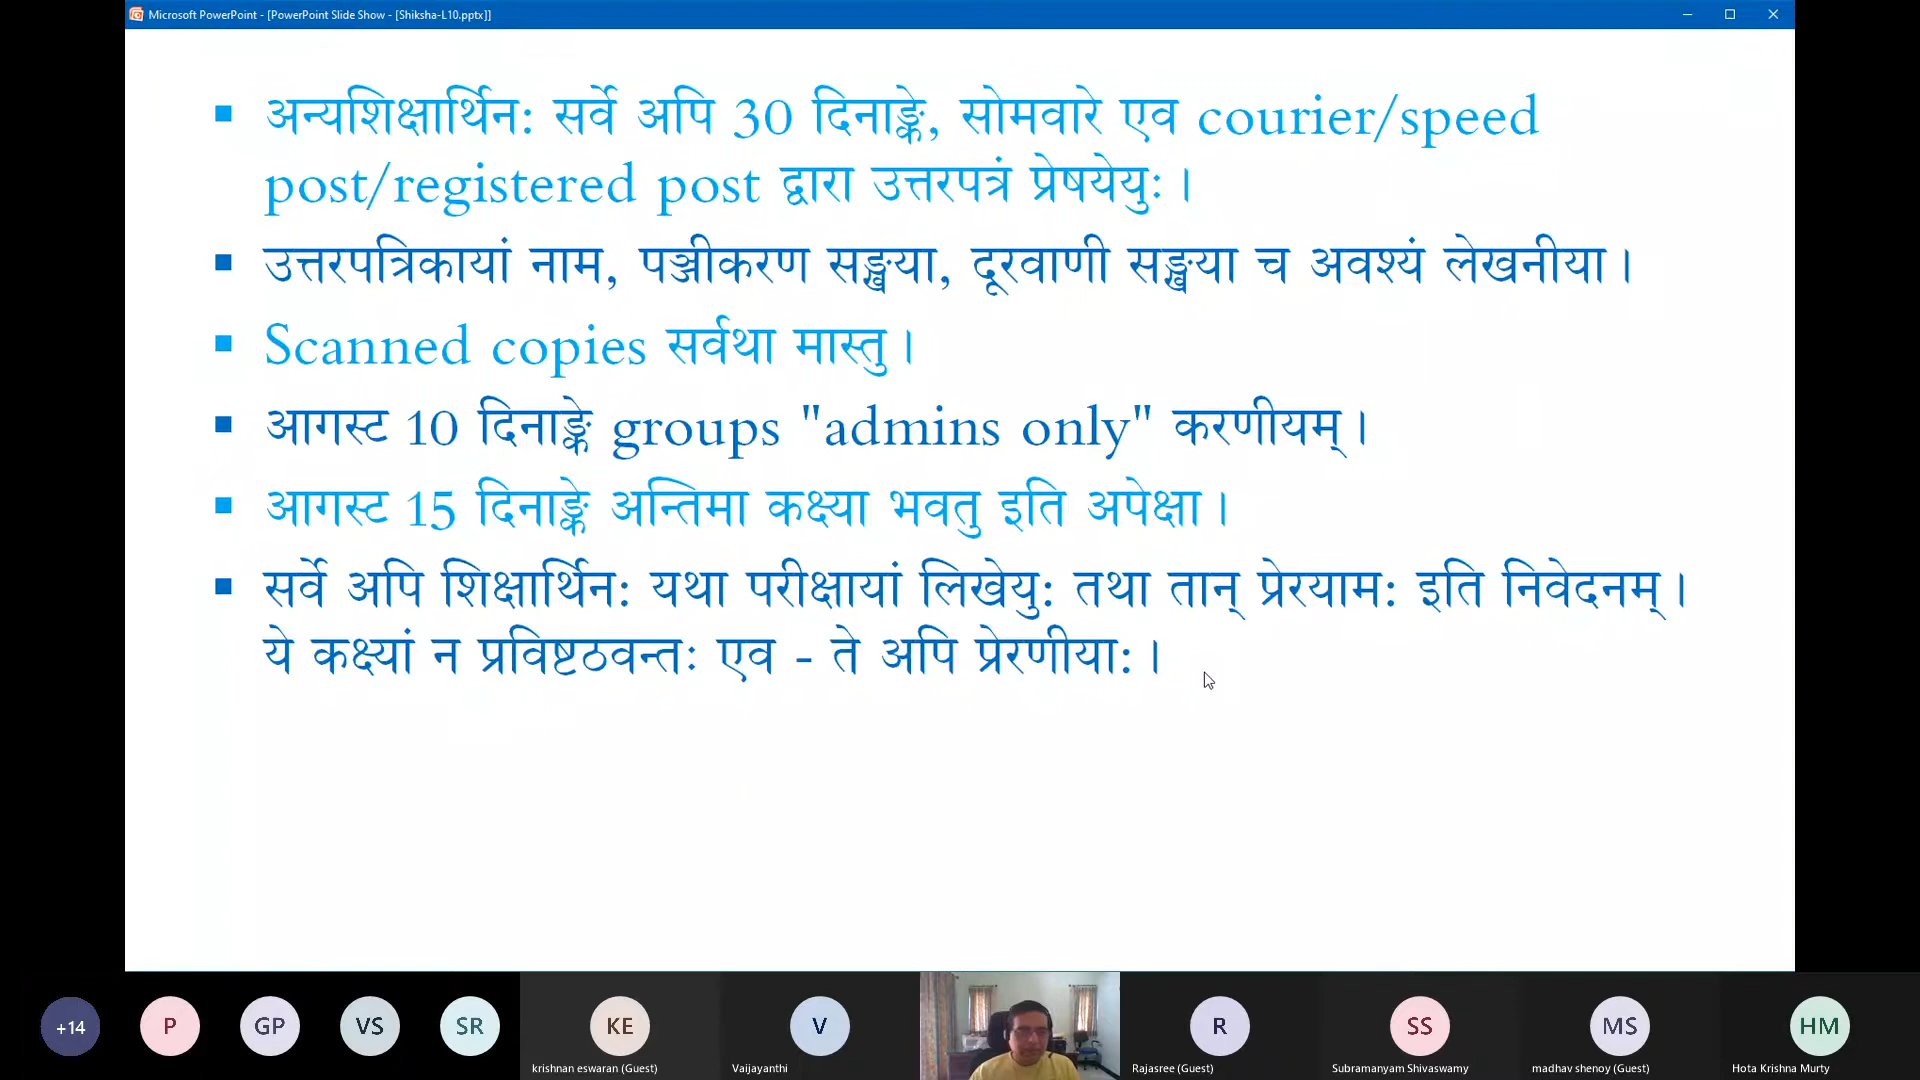 Microsoft PowerPoint - [PowerPoint Slide Show - [Shiksha-L10.pptx]]
▪ अन्यशिक्षार्थिन: सर्वे अपि 30 दिनाङ्के, सोमवारे एव courier/speed
post/registered post द्वारा उत्तरपत्रं प्रेषयेयुः।
▪ उत्तरपत्रिकायां नाम, पञ्जीकरण सङ्ख्या, दूरवाणी सङ्ख्या च अवश्यं लेखनीया।
▪ Scanned copies सर्वथा मास्तु।
▪ आगस्ट 10 दिनाङ्के groups "admins only" करणीयम्।
▪ आगस्ट 15 दिनाङ्के अन्तिमा कक्ष्या भवतु इति अपेक्षा।
▪ सर्वे अपि शिक्षार्थिन: यथा परीक्षायां लिखेयु: तथा तान् प्रेरयाम: इति निवेदनम्।
ये कक्ष्यां न प्रविष्टठवन्तः एव - ते अपि प्रेरणीया:।
+14 P GP VS SR KE V R SS MS HM
krishnan eswaran (Guest) Vaijayanthi Rajasree (Guest) Subramanyam Shivaswamy madhav shenoy (Guest) Hota Krishna Murty